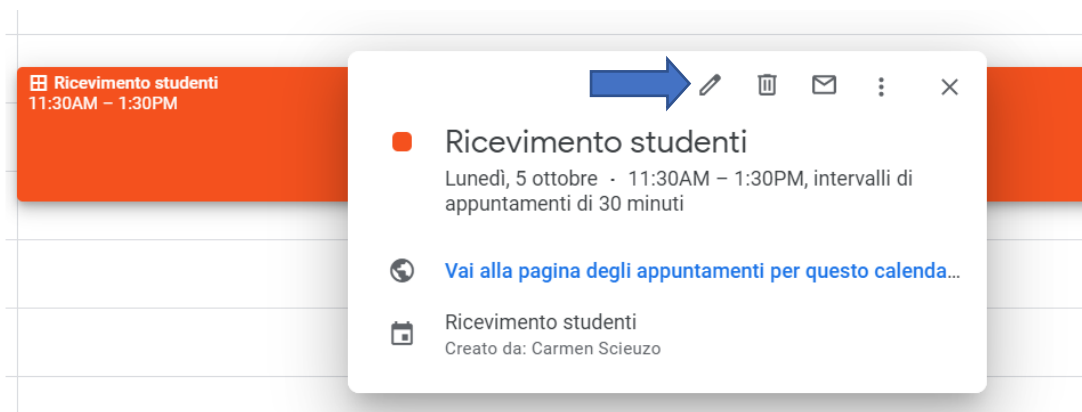 Ricevimento studenti
11:30AM – 1:30PM
Ricevimento studenti
Lunedì, 5 ottobre · 11:30AM – 1:30PM, intervalli di
appuntamenti di 30 minuti
Vai alla pagina degli appuntamenti per questo calenda...
Ricevimento studenti
Creato da: Carmen Scieuzo